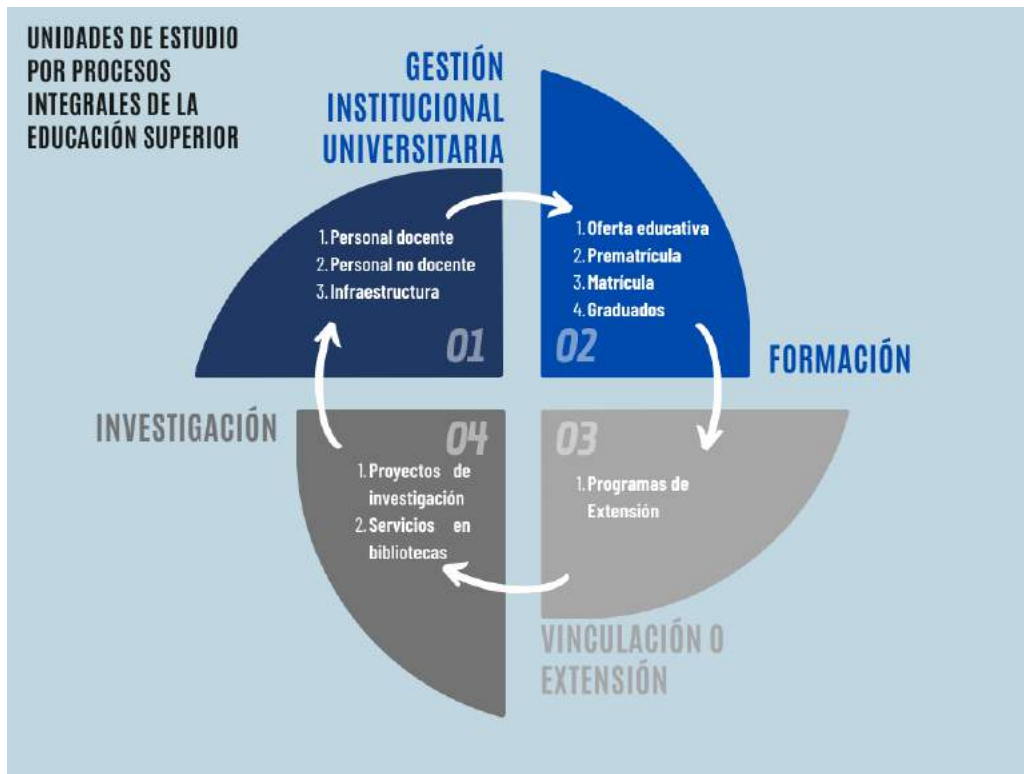 UNIDADES DE ESTUDIO
POR PROCESOS
INTEGRALES DE LA
EDUCACIÓN SUPERIOR
GESTIÓN
INSTITUCIONAL
UNIVERSITARIA
1. Personal docente
2. Personal no docente
3. Infraestructura
01
1. Oferta educativa
2. Prematrícula
3. Matrícula
4. Graduados
02
FORMACIÓN
03
1. Programas de
Extensión
VINCULACIÓN O
EXTENSIÓN
INVESTIGACIÓN
04
1. Proyectos de
investigación
2. Servicios en
bibliotecas